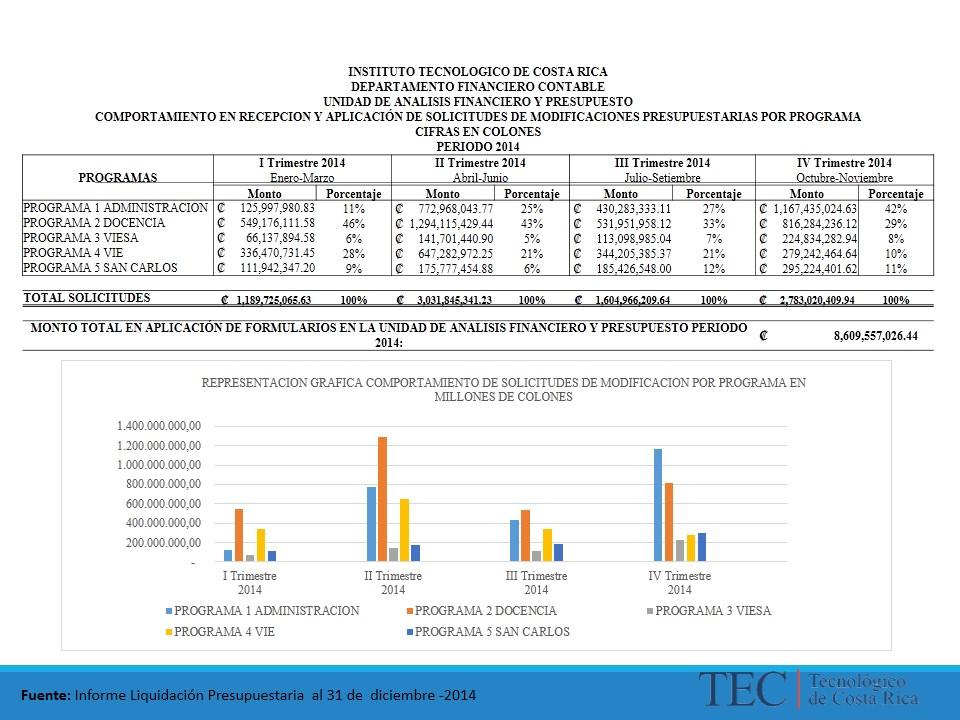 INSTITUTO TECNOLOGICO DE COSTA RICA
DEPARTAMENTO FINANCIERO CONTABLE
UNIDAD DE ANALISIS FINANCIERO Y PRESUPUESTO
COMPORTAMIENTO EN RECEPCION Y APLICACIÓN DE SOLICITUDES DE MODIFICACIONES PRESUPUESTARIAS POR PROGRAMA
CIFRAS EN COLONES
PERIODO 2014
PROGRAMAS I Trimestre 2014 II Trimestre 2014 III Trimestre 2014 IV Trimestre 2014
Enero-Marzo Abril-Junio Julio-Setiembre Octubre-Noviembre
Monto Porcentaje Monto Porcentaje Monto Porcentaje Monto Porcentaje
PROGRAMA 1 ADMINISTRACION ₡ 125,997,980.83 11% ₡ 772,968,043.77 25% ₡ 430,283,333.11 27% ₡ 1,167,435,024.63 42%
PROGRAMA 2 DOCENCIA ₡ 549,176,111.58 46% ₡ 1,294,115,429.44 43% ₡ 531,951,958.12 33% ₡ 816,284,236.12 29%
PROGRAMA 3 VIESA ₡ 66,137,894.58 6% ₡ 141,701,440.90 5% ₡ 113,098,985.04 7% ₡ 224,834,282.94 8%
PROGRAMA 4 VIE ₡ 336,470,731.45 28% ₡ 647,282,972.25 21% ₡ 344,205,385.37 21% ₡ 279,242,464.64 10%
PROGRAMA 5 SAN CARLOS ₡ 111,942,347.20 9% ₡ 175,777,454.88 6% ₡ 185,426,548.00 12% ₡ 295,224,401.62 11%
TOTAL SOLICITUDES ₡ 1,189,725,065.63 100% ₡ 3,031,845,341.23 100% ₡ 1,604,966,209.64 100% ₡ 2,783,020,409.94 100%
MONTO TOTAL EN APLICACIÓN DE FORMULARIOS EN LA UNIDAD DE ANALISIS FINANCIERO Y PRESUPUESTO PERIODO
2014: ₡ 8,609,557,026.44
REPRESENTACION GRAFICA COMPORTAMIENTO DE SOLICITUDES DE MODIFICACION POR PROGRAMA EN
MILLONES DE COLONES
1.400.000.000,00
1.200.000.000,00
1.000.000.000,00
800.000.000,00
600.000.000,00
400.000.000,00
200.000.000,00
-
I Trimestre II Trimestre III Trimestre IV Trimestre
2014 2014 2014 2014
PROGRAMA 1 ADMINISTRACION PROGRAMA 2 DOCENCIA PROGRAMA 3 VIESA
PROGRAMA 4 VIE PROGRAMA 5 SAN CARLOS
Fuente: Informe Liquidación Presupuestaria al 31 de diciembre -2014
TEC Tecnológico
de Costa Rica